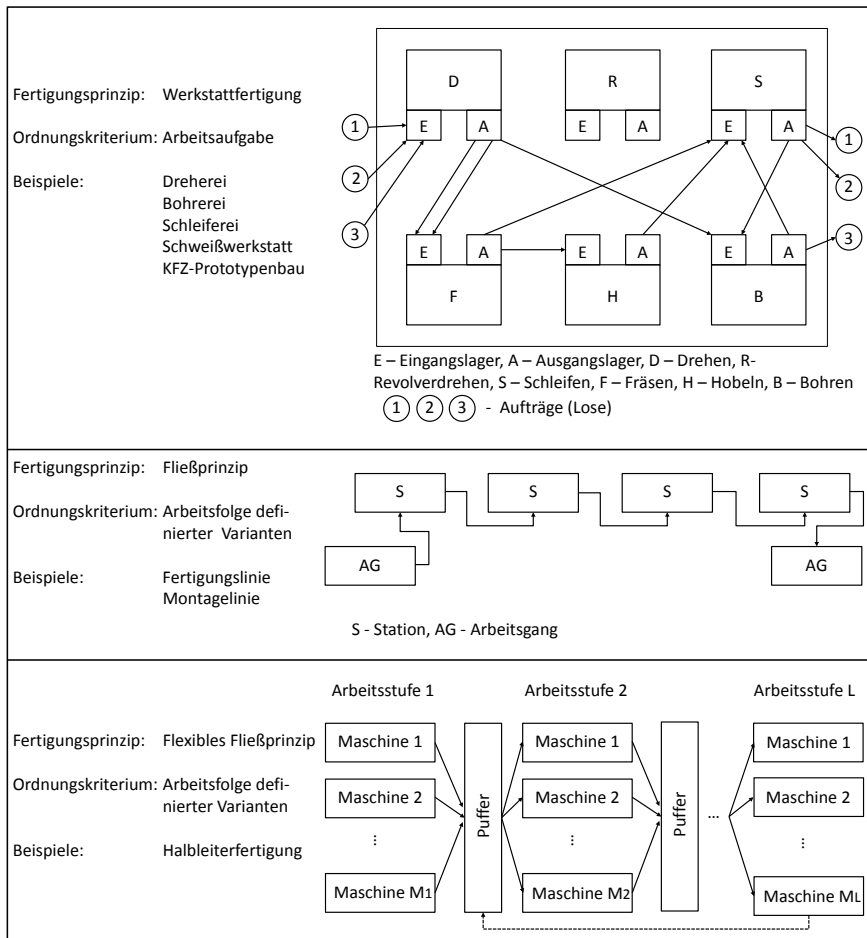 Fertigungsprinzip: Werkstattfertigung
Ordnungskriterium: Arbeitsaufgabe
Beispiele: Dreherei
Bohrerei
Schleiferei
Schweißwerkstatt
KFZ-Prototypenbau
D R S
E A E A E A
1 1
2 2
3 3
E A E A E A
F H B
E – Eingangslager, A – Ausgangslager, D – Drehen, R-
Revolverdrehen, S – Schleifen, F – Fräsen, H – Hobeln, B – Bohren
1 2 3 - Aufträge (Lose)
Fertigungsprinzip: Fließprinzip
Ordnungskriterium: Arbeitsfolge defi-
nierter Varianten
Beispiele: Fertigungslinie
Montagelinie
S S S S
AG AG
S - Station, AG - Arbeitsgang
Fertigungsprinzip: Flexibles Fließprinzip
Ordnungskriterium: Arbeitsfolge defi-
nierter Varianten
Beispiele: Halbleiterfertigung
Arbeitsstufe 1 Arbeitsstufe 2 Arbeitsstufe L
Maschine 1 Maschine 1 Maschine 1
Maschine 2 Maschine 2 Maschine 2
Puffer Puffer ...
... ... ...
Maschine M1 Maschine M2 Maschine ML